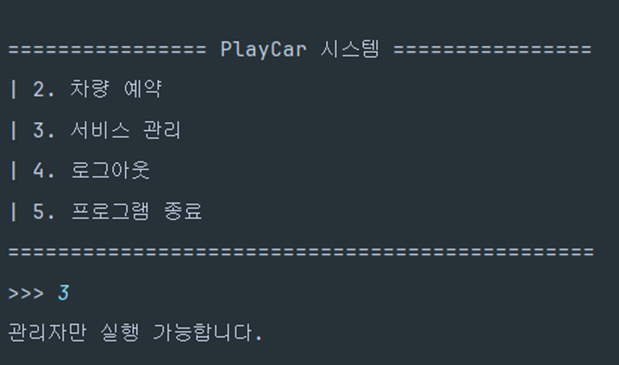 ================ PlayCar 시스템 ================
| 2. 차량 예약
| 3. 서비스 관리
| 4. 로그아웃
| 5. 프로그램 종료
===============================================
>>> 3
관리자만 실행 가능합니다.